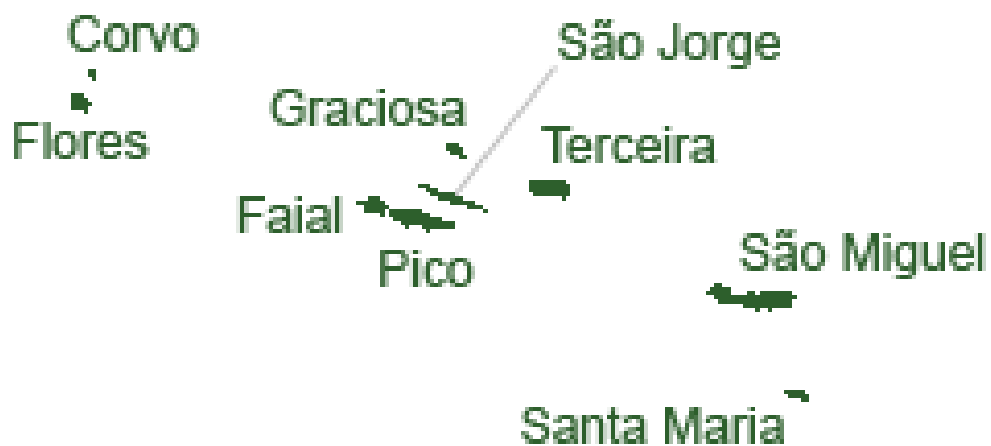 Corvo
São Jorge
Graciosa
Flores
Terceira
Faial
Pico
São Miguel
Santa Maria